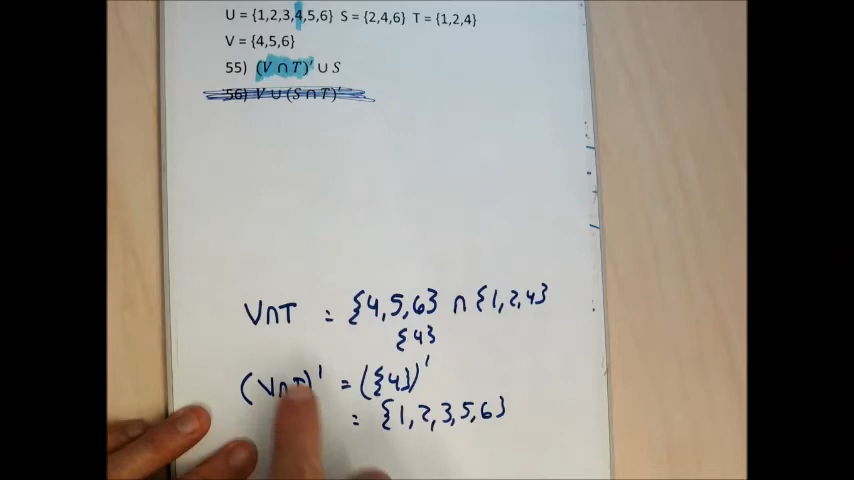 U = {1,2,3,4,5,6} S = {2,4,6} T = {1,2,4}
V = {4,5,6}
55) (V ∩ T)′ ∪ S
56) V ∪ (S ∩ T)′
V∩T = {4,5,6} ∩ {1,2,4}
{4}
(V∩T)' = ({4})'
= {1,2,3,5,6}